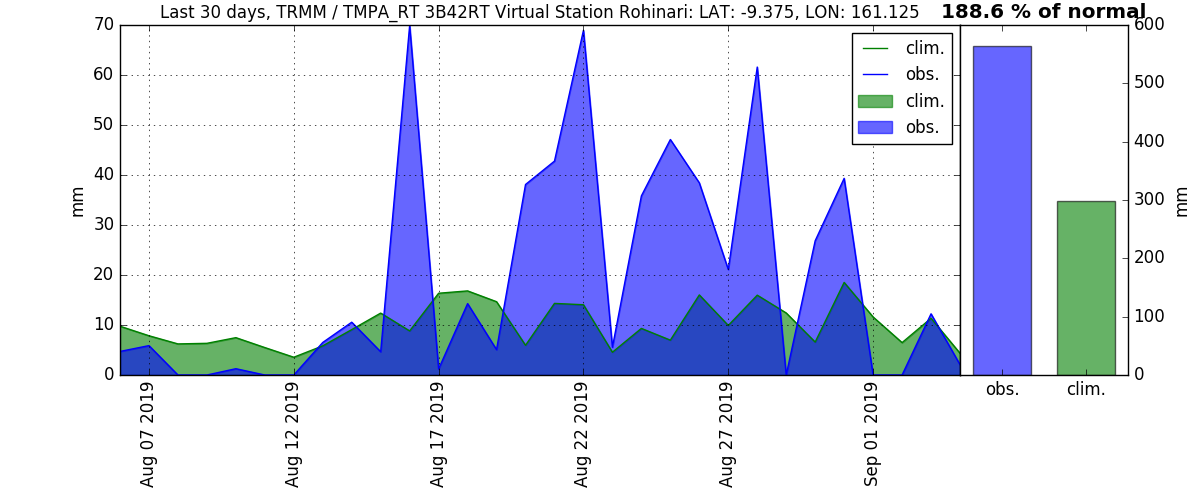 Last 30 days, TRMM / TMPA_RT 3B42RT Virtual Station Rohinari: LAT: -9.375, LON: 161.125
188.6 % of normal
70
60
50
40
30
20
10
0
mm
clim.
obs.
clim.
obs.
600
500
400
300
200
100
0
mm
Aug 07 2019
Aug 12 2019
Aug 17 2019
Aug 22 2019
Aug 27 2019
Sep 01 2019
obs.
clim.